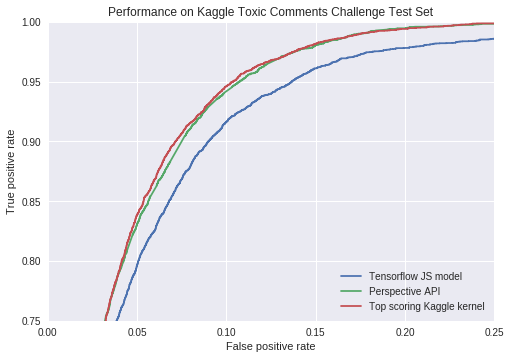 Performance on Kaggle Toxic Comments Challenge Test Set
1.00
0.95
0.90
0.85
0.80
0.75
True positive rate
0.00 0.05 0.10 0.15 0.20 0.25
False positive rate
Tensorflow JS model
Perspective API
Top scoring Kaggle kernel